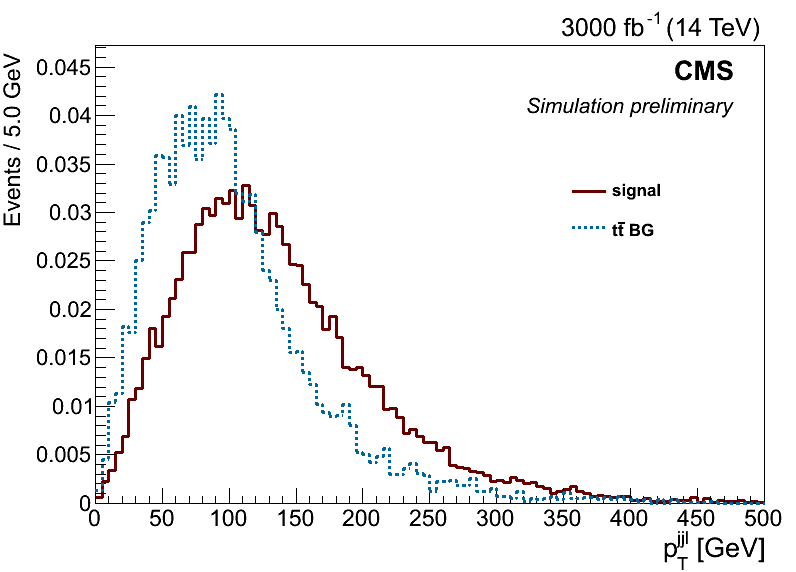 3000 fb⁻¹ (14 TeV)
CMS
Simulation preliminary
signal
tt̄ BG
Events / 5.0 GeV
0.045
0.04
0.035
0.03
0.025
0.02
0.015
0.01
0.005
0
0 50 100 150 200 250 300 350 400 450 500
p_T^jjl [GeV]